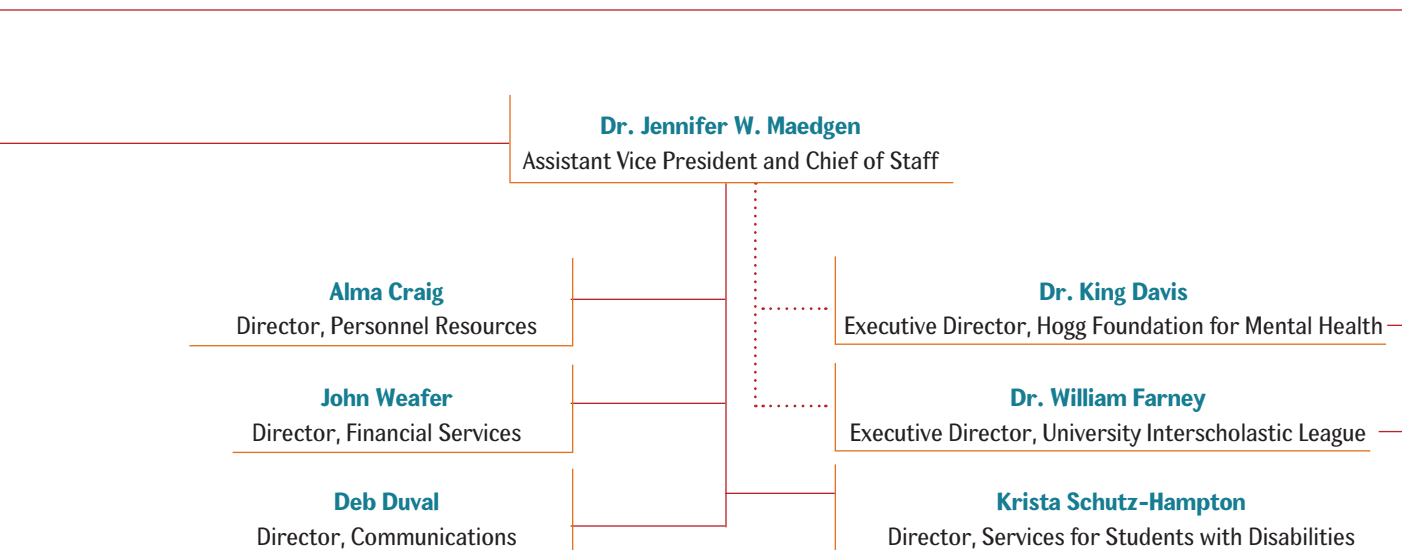 Dr. Jennifer W. Maedgen
Assistant Vice President and Chief of Staff
Alma Craig
Director, Personnel Resources
Dr. King Davis
Executive Director, Hogg Foundation for Mental Health
John Weafer
Director, Financial Services
Dr. William Farney
Executive Director, University Interscholastic League
Deb Duval
Director, Communications
Krista Schutz-Hampton
Director, Services for Students with Disabilities